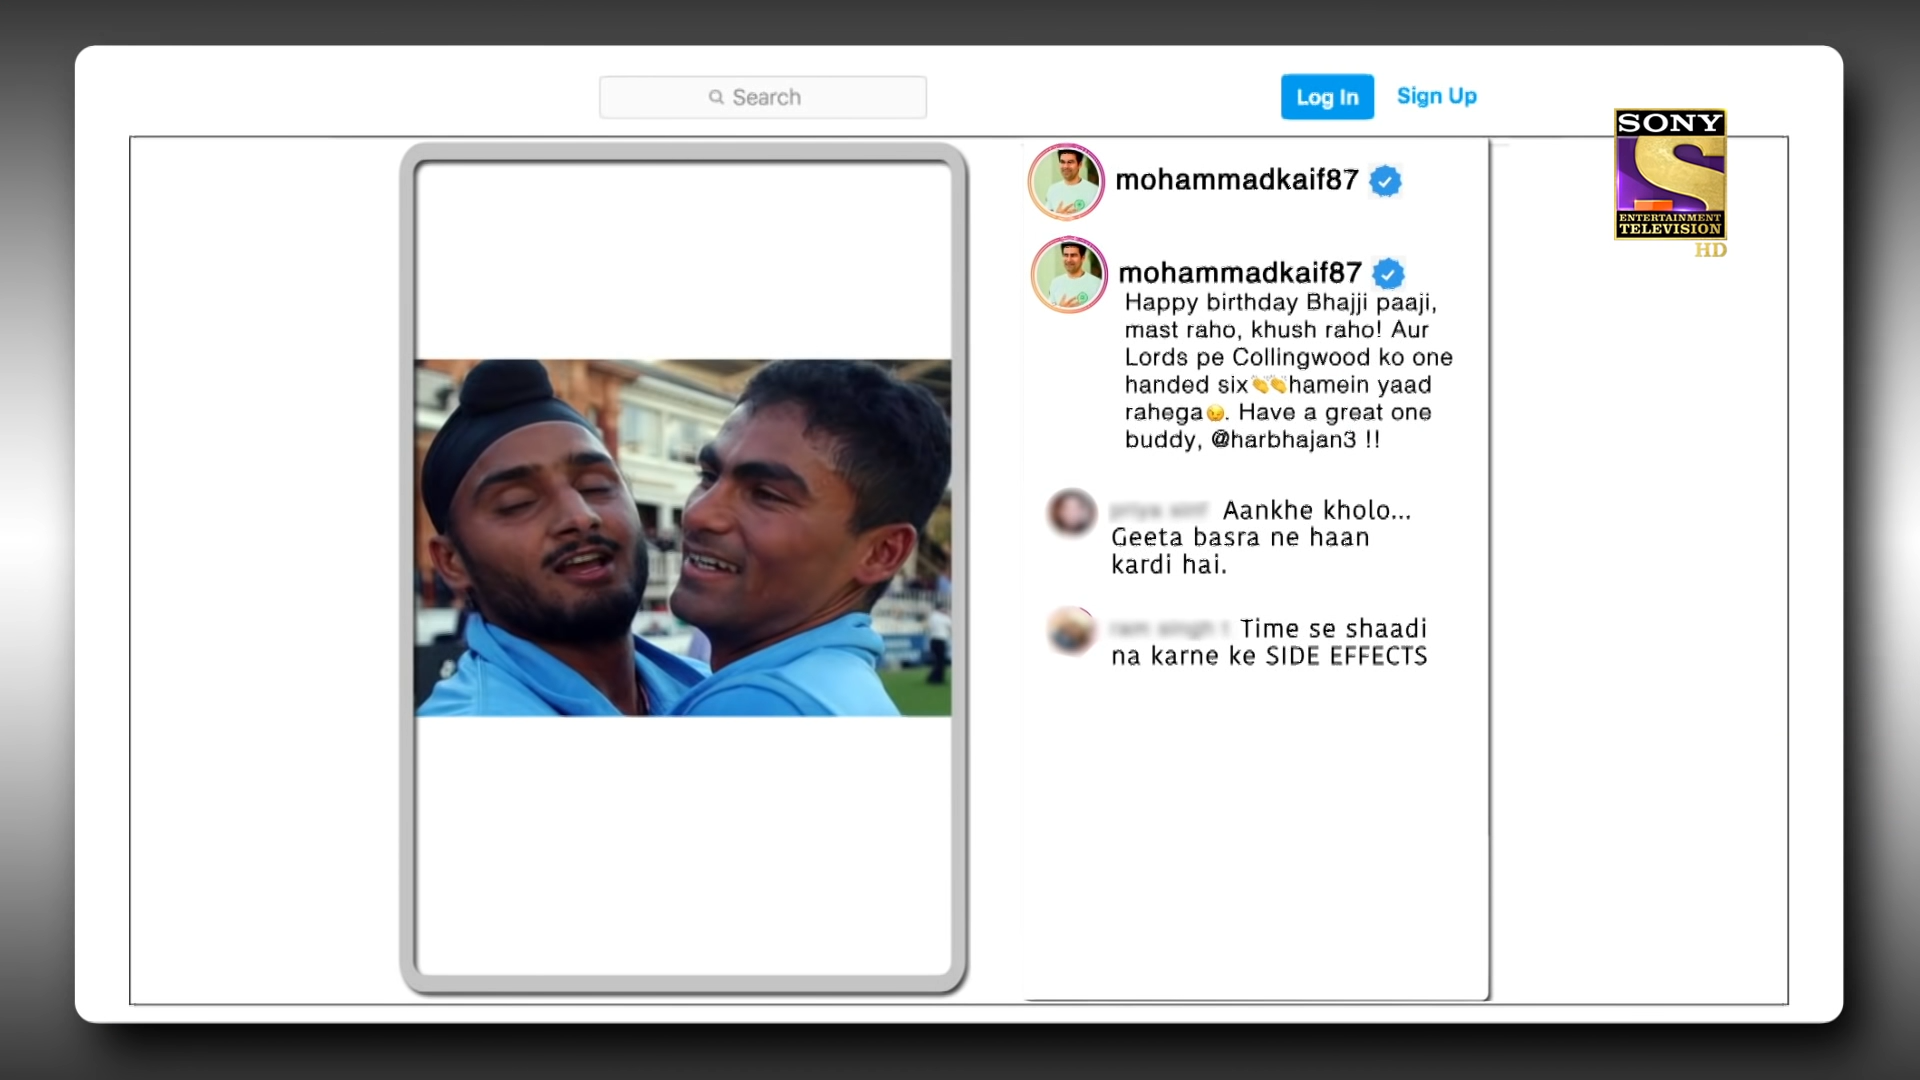 Search
Log In
Sign Up
SONY
ENTERTAINMENT
TELEVISION
HD
mohammadkaif87
mohammadkaif87
Happy birthday Bhajji paaji,
mast raho, khush raho! Aur
Lords pe Collingwood ko one
handed six👏👏hamein yaad
rahega😉. Have a great one
buddy, @harbhajan3 !!
Aankhe kholo...
Geeta basra ne haan
kardi hai.
Time se shaadi
na karne ke SIDE EFFECTS